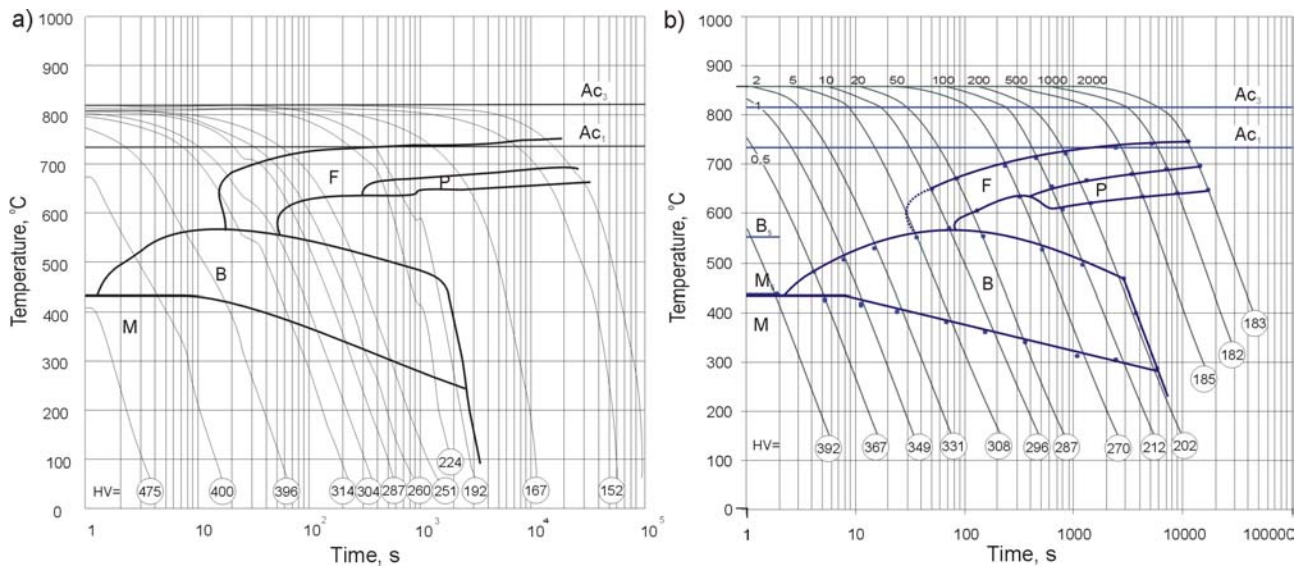 a)
1000
900
800
700
600
500
400
300
200
100
0
Temperature, °C
Ac₃
Ac₁
F
P
B
M
224
HV= 475 400 396 314 304 287 260 251 192 167 152
1 10 10² 10³ 10⁴ 10⁵
Time, s
b)
1000
900
800
700
600
500
400
300
200
100
0
Temperature, °C
2 5 10 20 50 100 200 500 1000 2000
1
0,5
Ac₃
Ac₁
F
P
Bₛ
B
Mₛ
M
183
182
185
HV= 392 367 349 331 308 296 287 270 212 202
1 10 100 1000 10000 100000
Time, s